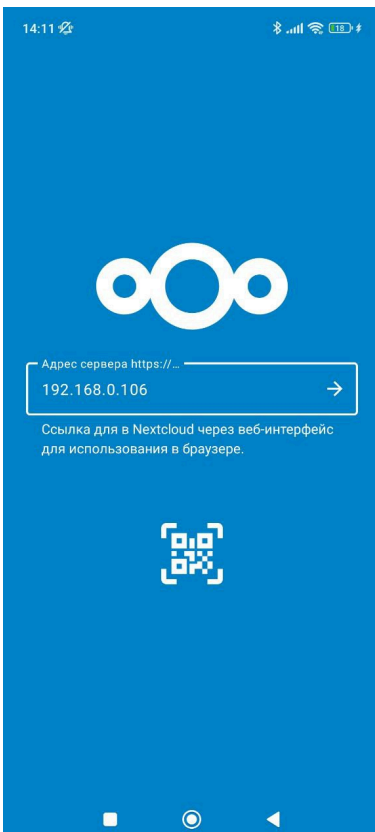 14:11
18
Адрес сервера https://...
192.168.0.106
Ссылка для в Nextcloud через веб-интерфейс
для использования в браузере.